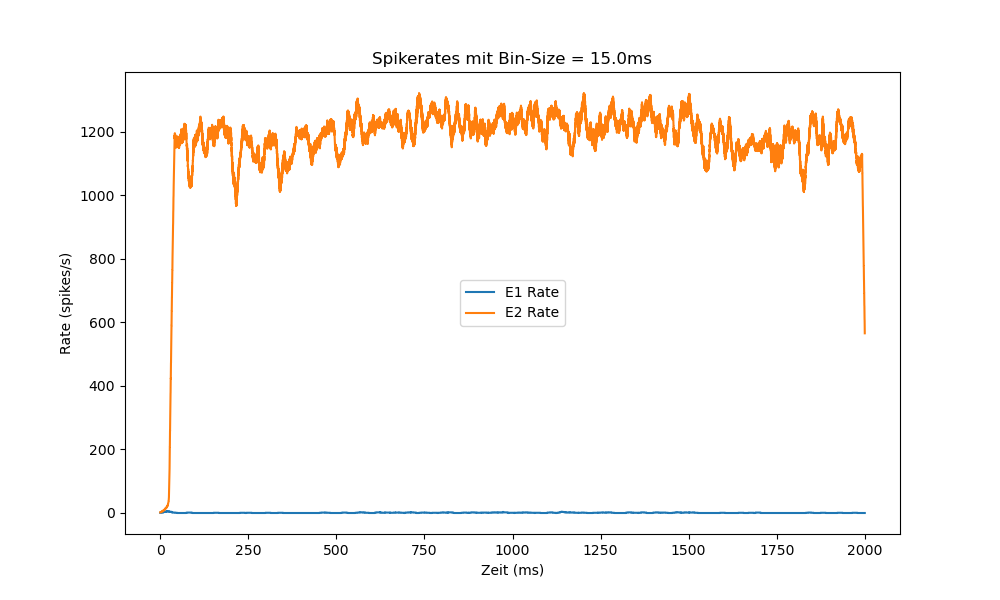 Spikerates mit Bin-Size = 15.0ms
1200
1000
800
600
400
200
0
Rate (spikes/s)
E1 Rate
E2 Rate
0 250 500 750 1000 1250 1500 1750 2000
Zeit (ms)